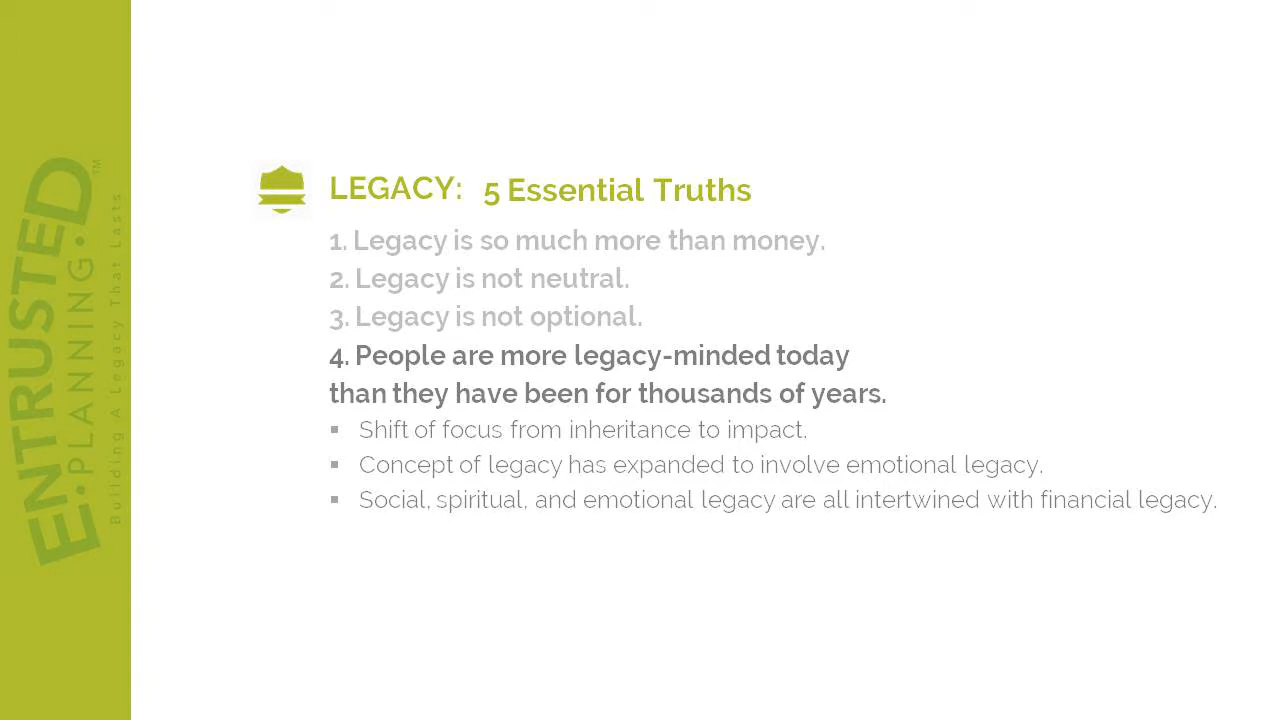 ENTRUSTED
PLANNING
TM
Building A Legacy That Lasts
LEGACY: 5 Essential Truths
1. Legacy is so much more than money.
2. Legacy is not neutral.
3. Legacy is not optional.
4. People are more legacy-minded today
than they have been for thousands of years.
▪ Shift of focus from inheritance to impact.
▪ Concept of legacy has expanded to involve emotional legacy.
▪ Social, spiritual, and emotional legacy are all intertwined with financial legacy.